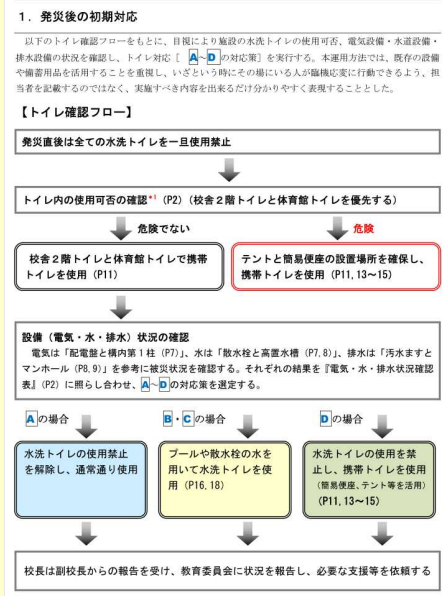 １．発災後の初期対応
以下のトイレ確認フローをもとに、目視により施設の水洗トイレの使用可否、電気設備・水道設備・
排水設備の状況を確認し、トイレ対応［ A～D の対応策］を実行する。本運用方法では、既存の設備
や備蓄用品を活用することを重視し、いざという時にその場にいる人が臨機応変に行動できるよう、担
当者を記載するのではなく、実施すべき内容を出来るだけ分かりやすく表現することとした。
【トイレ確認フロー】
発災直後は全ての水洗トイレを一旦使用禁止
トイレ内の使用可否の確認*1（P2）（校舎２階トイレと体育館トイレを優先する）
危険でない
危険
校舎２階トイレと体育館トイレで携帯
トイレを使用（P11）
テントと簡易便座の設置場所を確保し、
携帯トイレを使用（P11,13～15）
設備（電気・水・排水）状況の確認
電気は「配電盤と構内第１柱（P7）」、水は「散水栓と高置水槽（P7,8）」、排水は「汚水ますと
マンホール（P8,9）」を参考に被災状況を確認する。それぞれの結果を『電気・水・排水状況確認
表』（P2）に照らし合わせ、A～Dの対応策を選定する。
Aの場合
B・Cの場合
Dの場合
水洗トイレの使用禁止
を解除し、通常通り使用
プールや散水栓の水を
用いて水洗トイレを使
用（P16,18）
水洗トイレの使用を禁
止し、携帯トイレを使用
（簡易便座、テント等を活用）
（P11,13～15）
校長は副校長からの報告を受け、教育委員会に状況を報告し、必要な支援等を依頼する